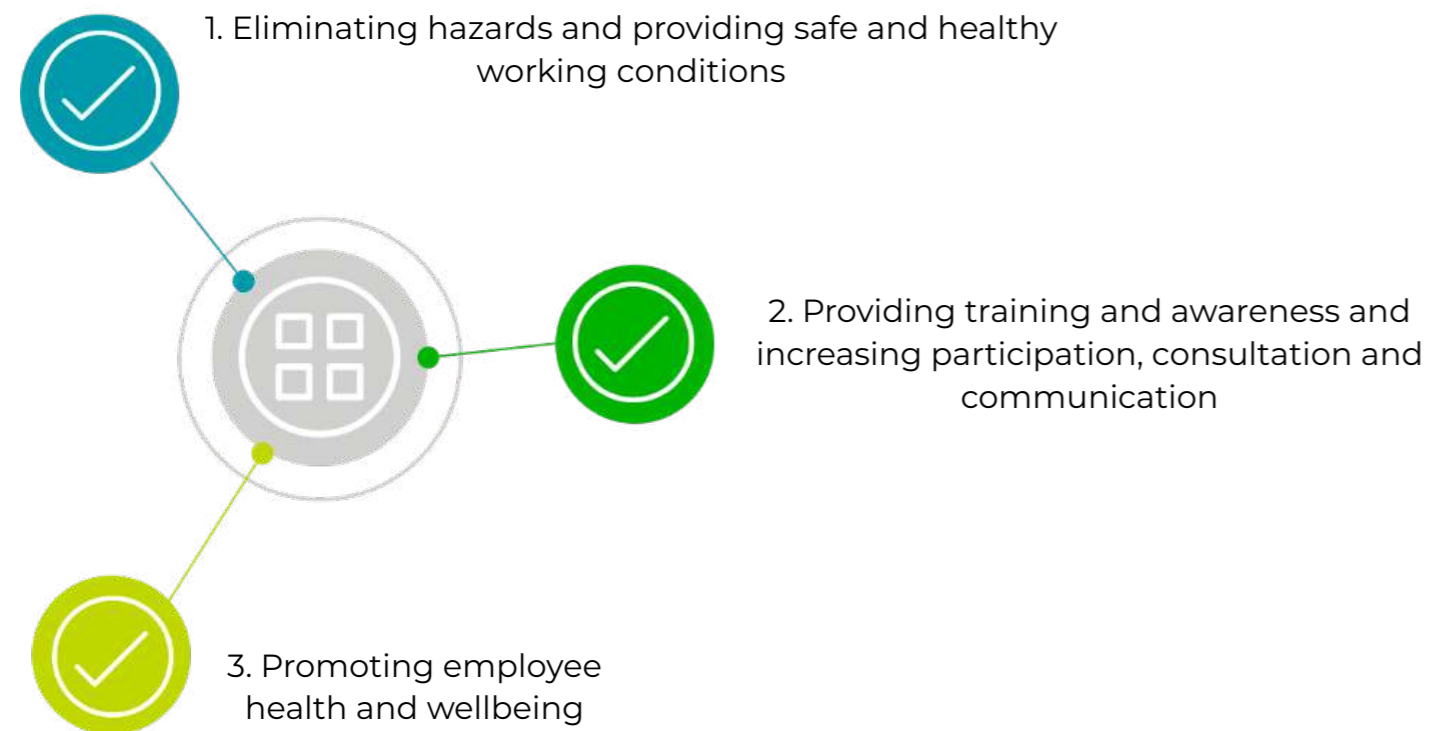 1. Eliminating hazards and providing safe and healthy
working conditions
2. Providing training and awareness and
increasing participation, consultation and
communication
3. Promoting employee
health and wellbeing